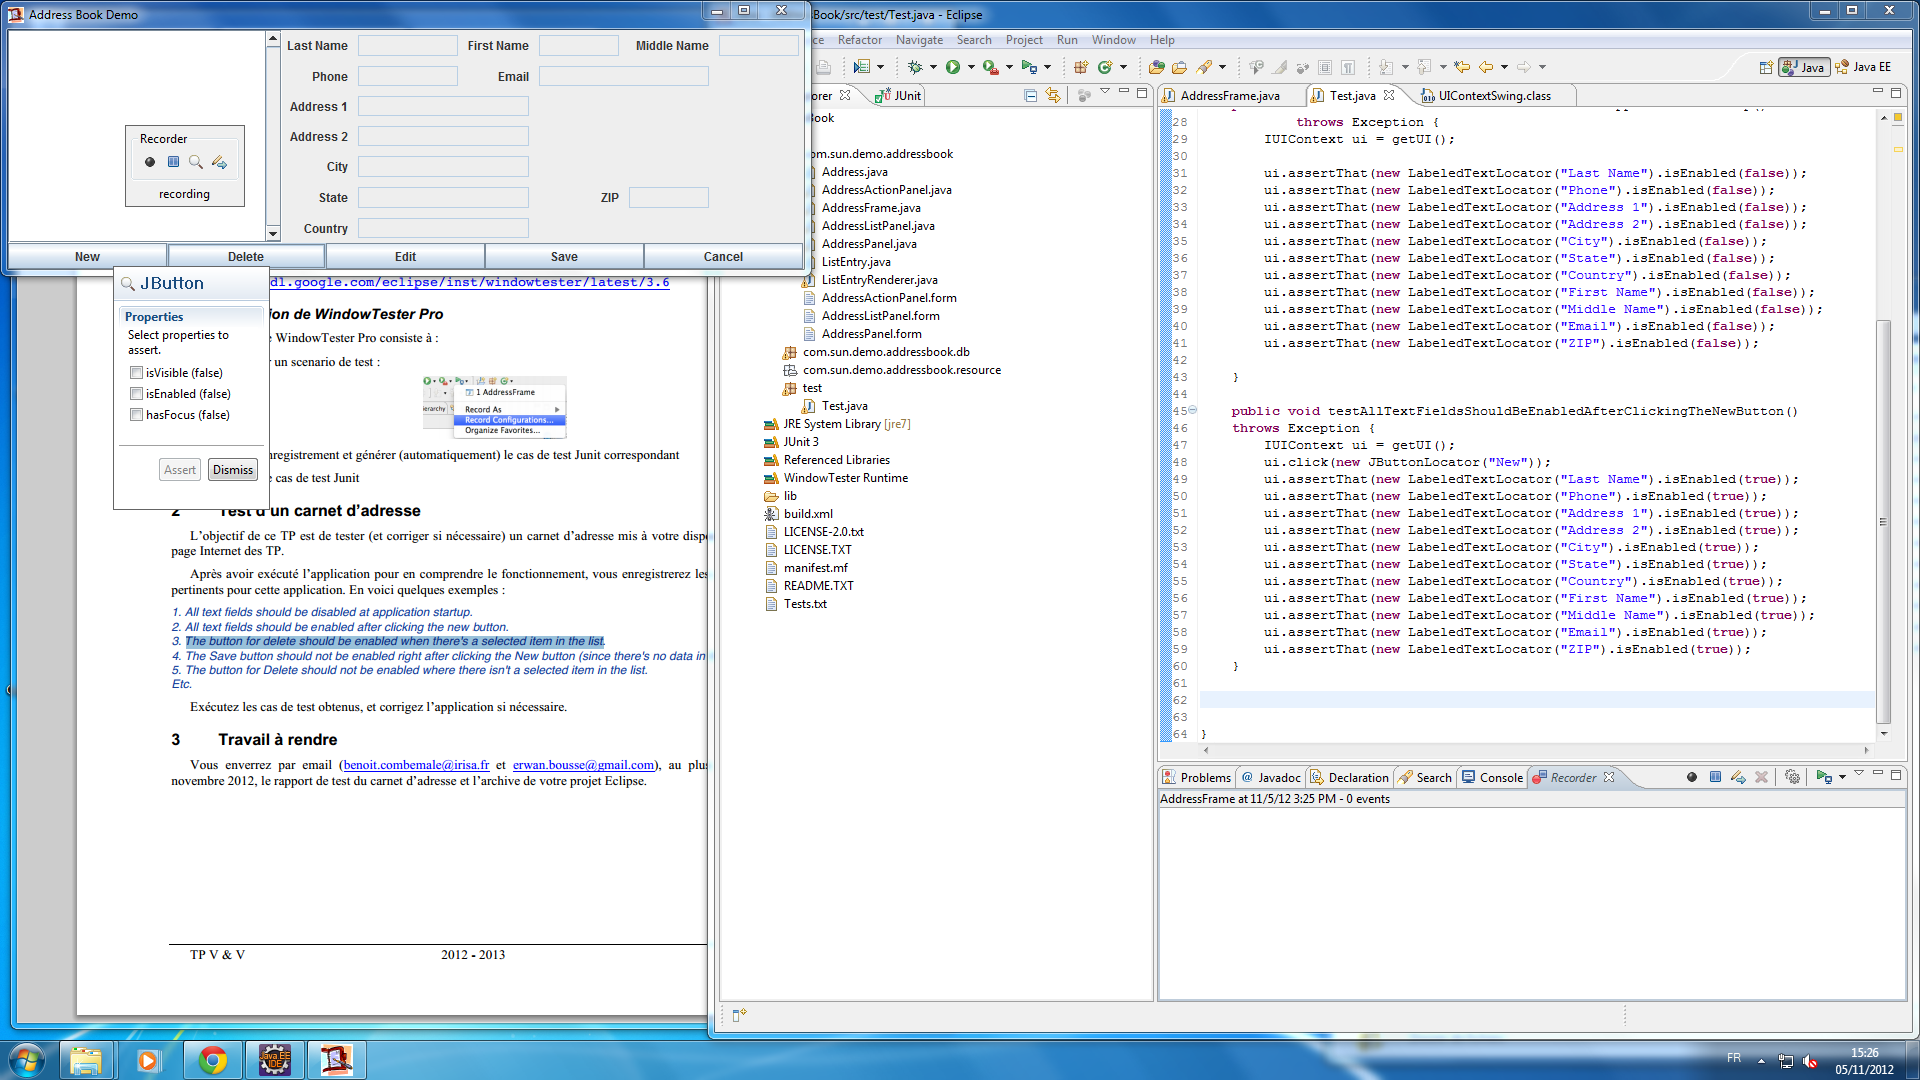 Address Book Demo
Last Name
First Name
Middle Name
Phone
Email
Address 1
Address 2
City
State
ZIP
Country
Recorder
recording
New
Delete
Edit
Save
Cancel
JButton
Properties
Select properties to
assert.
isVisible (false)
isEnabled (false)
hasFocus (false)
Assert
Dismiss
dl.google.com/eclipse/inst/windowtester/latest/3.6
ion de WindowTester Pro
WindowTester Pro consiste à :
un scenario de test :
1 AddressFrame
Record As
Record Configurations...
Organize Favorites...
nregistrement et générer (automatiquement) le cas de test Junit correspondant
cas de test Junit
2 Test d'un carnet d'adresse
L'objectif de ce TP est de tester (et corriger si nécessaire) un carnet d'adresse mis à votre dispo
page Internet des TP.
Après avoir exécuté l'application pour en comprendre le fonctionnement, vous enregistrerez les
pertinents pour cette application. En voici quelques exemples :
1. All text fields should be disabled at application startup.
2. All text fields should be enabled after clicking the new button.
3. The button for delete should be enabled when there's a selected item in the list.
4. The Save button should not be enabled right after clicking the New button (since there's no data in
5. The button for Delete should not be enabled where there isn't a selected item in the list.
Etc.
Exécutez les cas de test obtenus, et corrigez l'application si nécessaire.
3 Travail à rendre
Vous enverrez par email (benoit.combemale@irisa.fr et erwan.bousse@gmail.com), au plus
novembre 2012, le rapport de test du carnet d'adresse et l'archive de votre projet Eclipse.
TP V & V
2012 - 2013
Book/src/test/Test.java - Eclipse
ce Refactor Navigate Search Project Run Window Help
Java
Java EE
orer
JUnit
Book
om.sun.demo.addressbook
Address.java
AddressActionPanel.java
AddressFrame.java
AddressListPanel.java
AddressPanel.java
ListEntry.java
ListEntryRenderer.java
AddressActionPanel.form
AddressListPanel.form
AddressPanel.form
com.sun.demo.addressbook.db
com.sun.demo.addressbook.resource
test
Test.java
JRE System Library [jre7]
JUnit 3
Referenced Libraries
WindowTester Runtime
lib
build.xml
LICENSE-2.0.txt
LICENSE.TXT
manifest.mf
README.TXT
Tests.txt
AddressFrame.java
Test.java
UIContextSwing.class
28 throws Exception {
29 IUIContext ui = getUI();
30
31 ui.assertThat(new LabeledTextLocator("Last Name").isEnabled(false));
32 ui.assertThat(new LabeledTextLocator("Phone").isEnabled(false));
33 ui.assertThat(new LabeledTextLocator("Address 1").isEnabled(false));
34 ui.assertThat(new LabeledTextLocator("Address 2").isEnabled(false));
35 ui.assertThat(new LabeledTextLocator("City").isEnabled(false));
36 ui.assertThat(new LabeledTextLocator("State").isEnabled(false));
37 ui.assertThat(new LabeledTextLocator("Country").isEnabled(false));
38 ui.assertThat(new LabeledTextLocator("First Name").isEnabled(false));
39 ui.assertThat(new LabeledTextLocator("Middle Name").isEnabled(false));
40 ui.assertThat(new LabeledTextLocator("Email").isEnabled(false));
41 ui.assertThat(new LabeledTextLocator("ZIP").isEnabled(false));
42
43 }
44
45 public void testAllTextFieldsShouldBeEnabledAfterClickingTheNewButton()
46 throws Exception {
47 IUIContext ui = getUI();
48 ui.click(new JButtonLocator("New"));
49 ui.assertThat(new LabeledTextLocator("Last Name").isEnabled(true));
50 ui.assertThat(new LabeledTextLocator("Phone").isEnabled(true));
51 ui.assertThat(new LabeledTextLocator("Address 1").isEnabled(true));
52 ui.assertThat(new LabeledTextLocator("Address 2").isEnabled(true));
53 ui.assertThat(new LabeledTextLocator("City").isEnabled(true));
54 ui.assertThat(new LabeledTextLocator("State").isEnabled(true));
55 ui.assertThat(new LabeledTextLocator("Country").isEnabled(true));
56 ui.assertThat(new LabeledTextLocator("First Name").isEnabled(true));
57 ui.assertThat(new LabeledTextLocator("Middle Name").isEnabled(true));
58 ui.assertThat(new LabeledTextLocator("Email").isEnabled(true));
59 ui.assertThat(new LabeledTextLocator("ZIP").isEnabled(true));
60 }
61
62
63
64 }
Problems
Javadoc
Declaration
Search
Console
Recorder
AddressFrame at 11/5/12 3:25 PM - 0 events
FR
15:26
05/11/2012